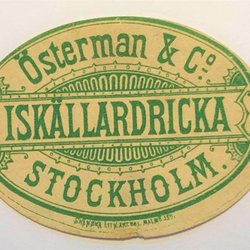 Österman & Co.
ISKÄLLARDRICKA
STOCKHOLM.